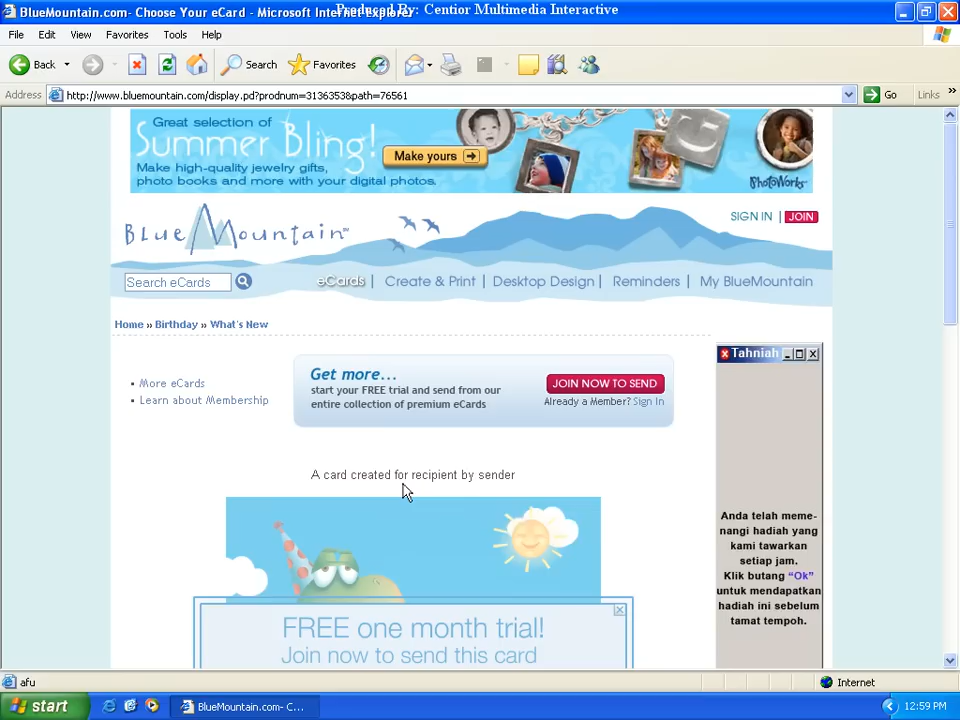 BlueMountain.com- Choose Your eCard - Microsoft Internet Explorer
Produced By: Centior Multimedia Interactive
File Edit View Favorites Tools Help
Back Search Favorites
Address http://www.bluemountain.com/display.pd?prodnum=3136353&path=76561 Go Links »
Great selection of
Summer Bling!
Make yours
Make high-quality jewelry gifts,
photo books and more with your digital photos.
PhotoWorks
BlueMountain™
SIGN IN | JOIN
Search eCards
eCards | Create & Print | Desktop Design | Reminders | My BlueMountain
Home » Birthday » What's New
• More eCards
• Learn about Membership
Get more...
start your FREE trial and send from our
entire collection of premium eCards
JOIN NOW TO SEND
Already a Member? Sign In
A card created for recipient by sender
FREE one month trial!
Join now to send this card
Tahniah
Anda telah meme-
nangi hadiah yang
kami tawarkan
setiap jam.
Klik butang “Ok”
untuk mendapatkan
hadiah ini sebelum
tamat tempoh.
afu
Internet
start
BlueMountain.com- C...
12:59 PM